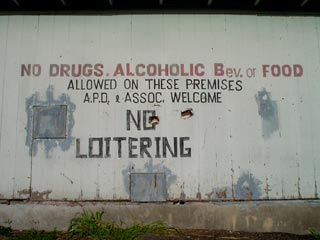 NO DRUGS. ALCOHOLIC Bev. or FOOD
ALLOWED ON THESE PREMISES
A.P.D. & ASSOC. WELCOME
NO
LOITERING